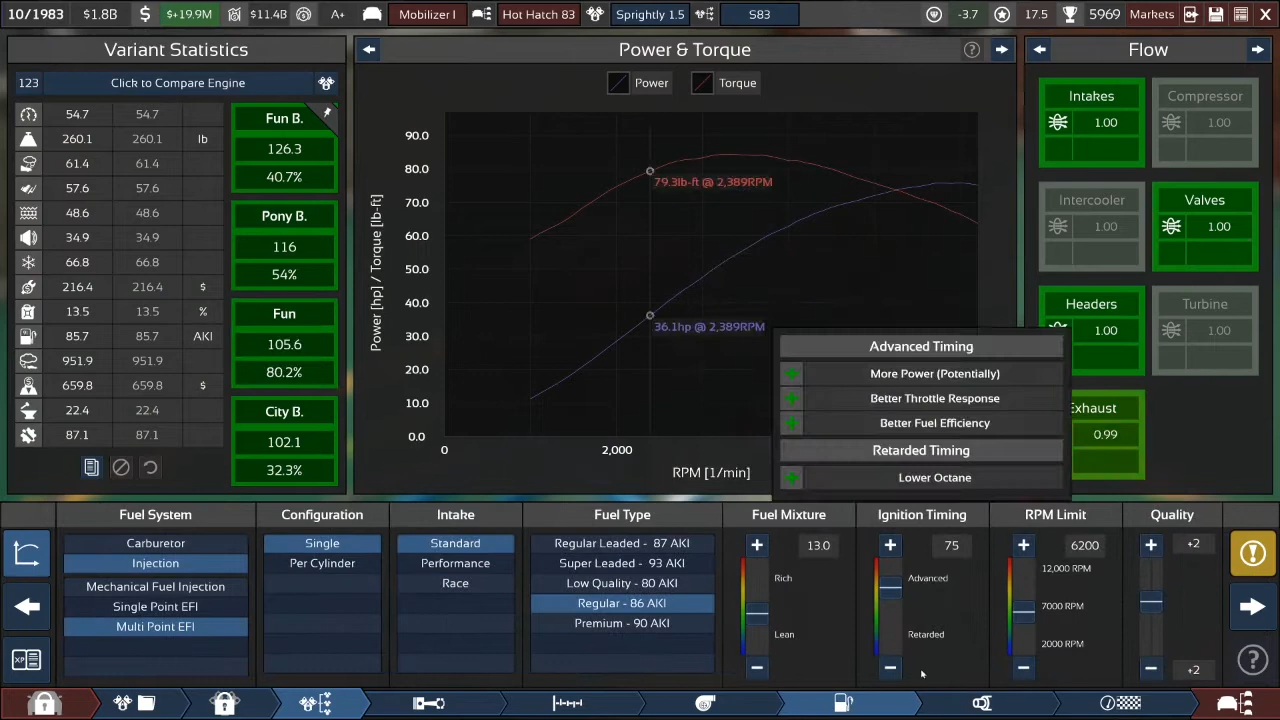 10/1983 $ $+19.9M $11.4B A+ Mobilizer I Hot Hatch 83 Sprightly 1.5 S83 -3.7 17.5 5969 Markets
Variant Statistics
123 Click to Compare Engine
54.7 54.7
260.1 260.1 lb
61.4 61.4
57.6 57.6
48.6 48.6
34.9 34.9
66.8 66.8
216.4 216.4 $
13.5 13.5 %
85.7 85.7 AKI
951.9 951.9
659.8 659.8 $
22.4 22.4
87.1 87.1
Fun B.
126.3
40.7%
Pony B.
116
54%
Fun
105.6
80.2%
City B.
102.1
32.3%
Power & Torque ?
Power Torque
Power [hp] / Torque [lb-ft]
90.0
80.0
70.0
60.0
50.0
40.0
30.0
20.0
10.0
0.0
79.3lb-ft @ 2,389RPM
36.1hp @ 2,389RPM
0 2,000
RPM [1/min]
Advanced Timing
More Power (Potentially)
Better Throttle Response
Better Fuel Efficiency
Retarded Timing
Lower Octane
Flow
Intakes
1.00
Compressor
1.00
Intercooler
1.00
Valves
1.00
Headers
1.00
Turbine
1.00
Exhaust
0.99
Fuel System
Carburetor
Injection
Mechanical Fuel Injection
Single Point EFI
Multi Point EFI
Configuration
Single
Per Cylinder
Intake
Standard
Performance
Race
Fuel Type
Regular Leaded - 87 AKI
Super Leaded - 93 AKI
Low Quality - 80 AKI
Regular - 86 AKI
Premium - 90 AKI
Fuel Mixture
+ 13.0
Rich
Lean
−
Ignition Timing
+ 75
Advanced
Retarded
−
RPM Limit
+ 6200
12,000 RPM
7000 RPM
2000 RPM
−
Quality
+ +2
− +2
XP
?